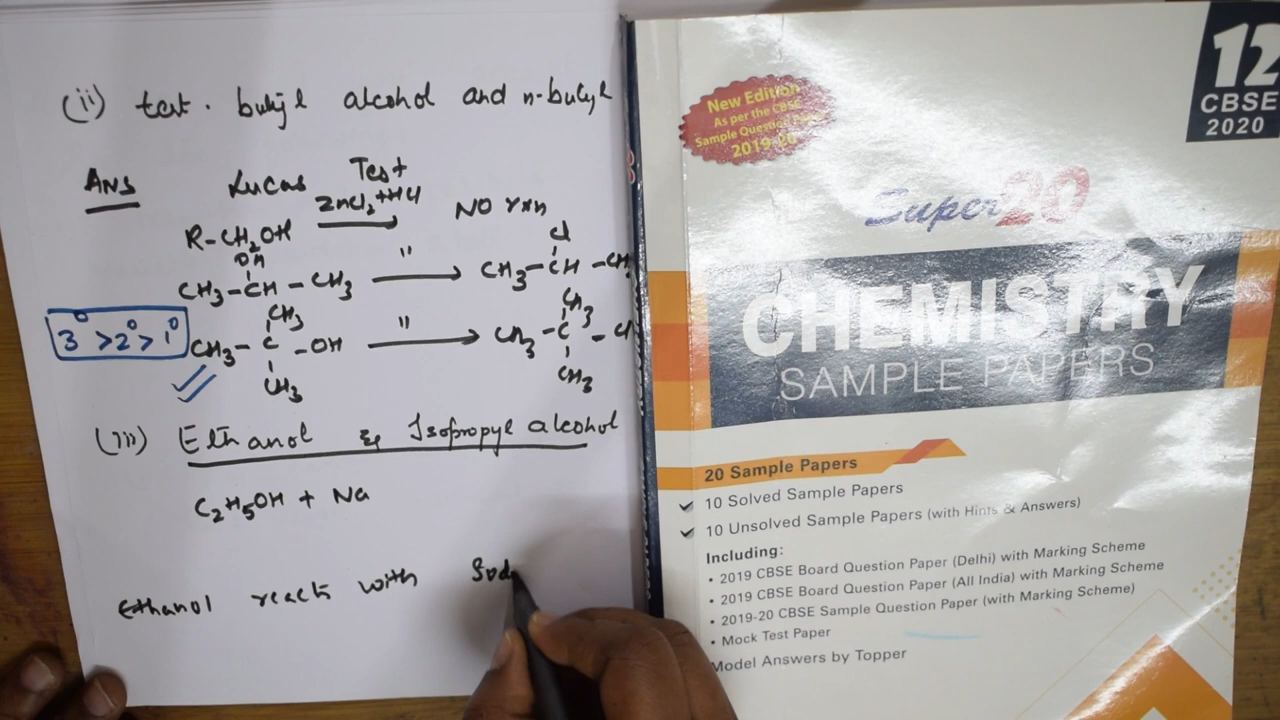 (ii) tert. butyl alcohol and n-butyl
Ans Lucas Test
ZnCl2+HCl
R-CH2OH NO rxn
OH Cl
CH3-CH-CH3 " CH3-CH-CH3
CH3 CH3
3° >2° >1° CH3-C-OH " CH3-C-Cl
CH3 CH3
(iii) Ethanol & Isopropyl alcohol
C2H5OH + Na
Ethanol reacts with Sod
12
CBSE
2020
New Edition
As per the CBSE
Sample Question
2019-20
Super 20
CHEMISTRY
SAMPLE PAPERS
20 Sample Papers
10 Solved Sample Papers
10 Unsolved Sample Papers (with Hints & Answers)
Including:
• 2019 CBSE Board Question Paper (Delhi) with Marking Scheme
• 2019 CBSE Board Question Paper (All India) with Marking Scheme
• 2019-20 CBSE Sample Question Paper (with Marking Scheme)
• Mock Test Paper
Model Answers by Topper